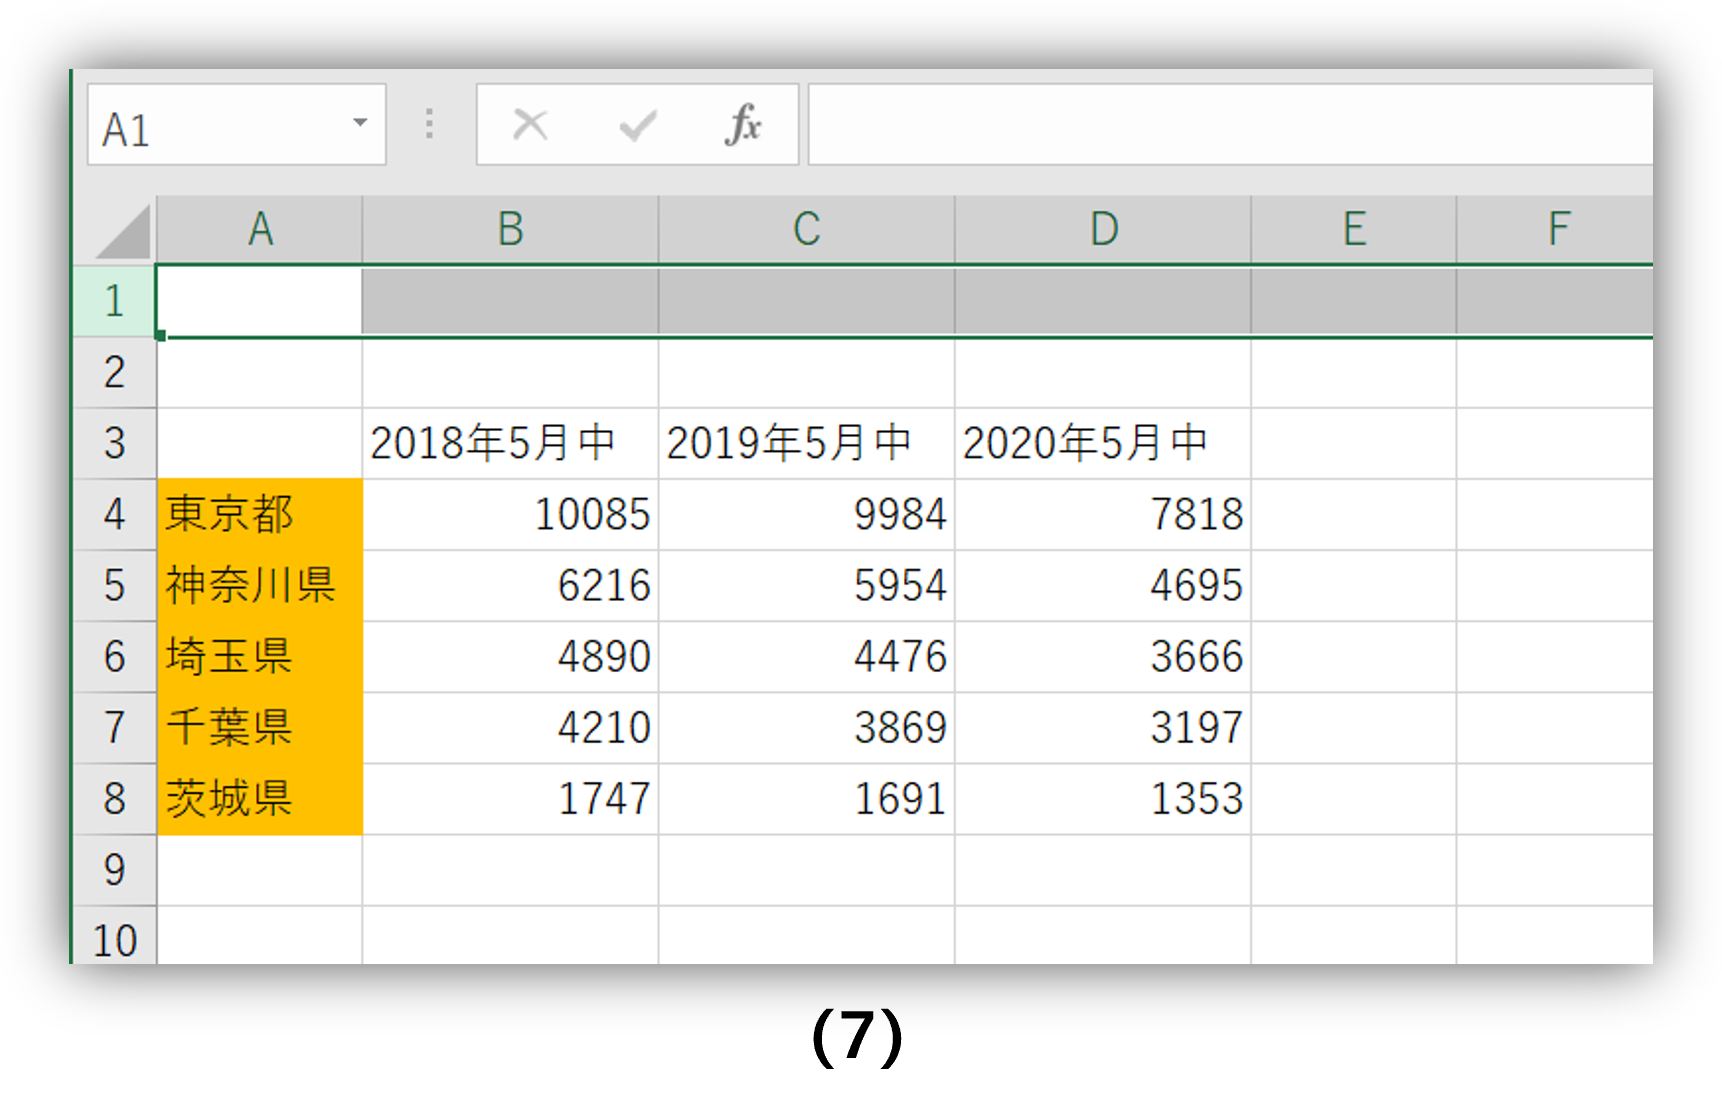 A1 fx
A B C D E F
1
2
3 2018年5月中 2019年5月中 2020年5月中
4 東京都 10085 9984 7818
5 神奈川県 6216 5954 4695
6 埼玉県 4890 4476 3666
7 千葉県 4210 3869 3197
8 茨城県 1747 1691 1353
9
10
(7)